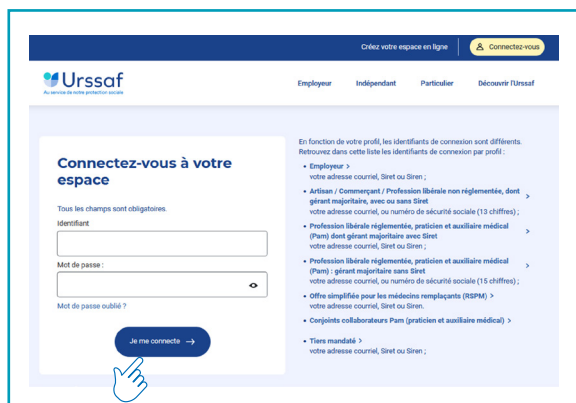 Créez votre espace en ligne
Connectez-vous
Urssaf
Au service de notre protection sociale
Employeur
Indépendant
Particulier
Découvrir l'Urssaf
Connectez-vous à votre
espace
Tous les champs sont obligatoires.
Identifiant
Mot de passe :
Mot de passe oublié ?
Je me connecte →
En fonction de votre profil, les identifiants de connexion sont différents.
Retrouvez dans cette liste les identifiants de connexion par profil :
• Employeur >
votre adresse courriel, Siret ou Siren ;
• Artisan / Commerçant / Profession libérale non réglementée, dont
gérant majoritaire, avec ou sans Siret >
votre adresse courriel, ou numéro de sécurité sociale (13 chiffres) ;
• Profession libérale réglementée, praticien et auxiliaire médical
(Pam) dont gérant majoritaire avec Siret >
votre adresse courriel, Siret ou Siren ;
• Profession libérale réglementée, praticien et auxiliaire médical
(Pam) : gérant majoritaire sans Siret >
votre adresse courriel, ou numéro de sécurité sociale (15 chiffres) ;
• Offre simplifiée pour les médecins remplaçants (RSPM) >
votre adresse courriel, Siret ou Siren.
• Conjoints collaborateurs Pam (praticien et auxiliaire médical) >
• Tiers mandaté >
votre adresse courriel, Siret ou Siren ;